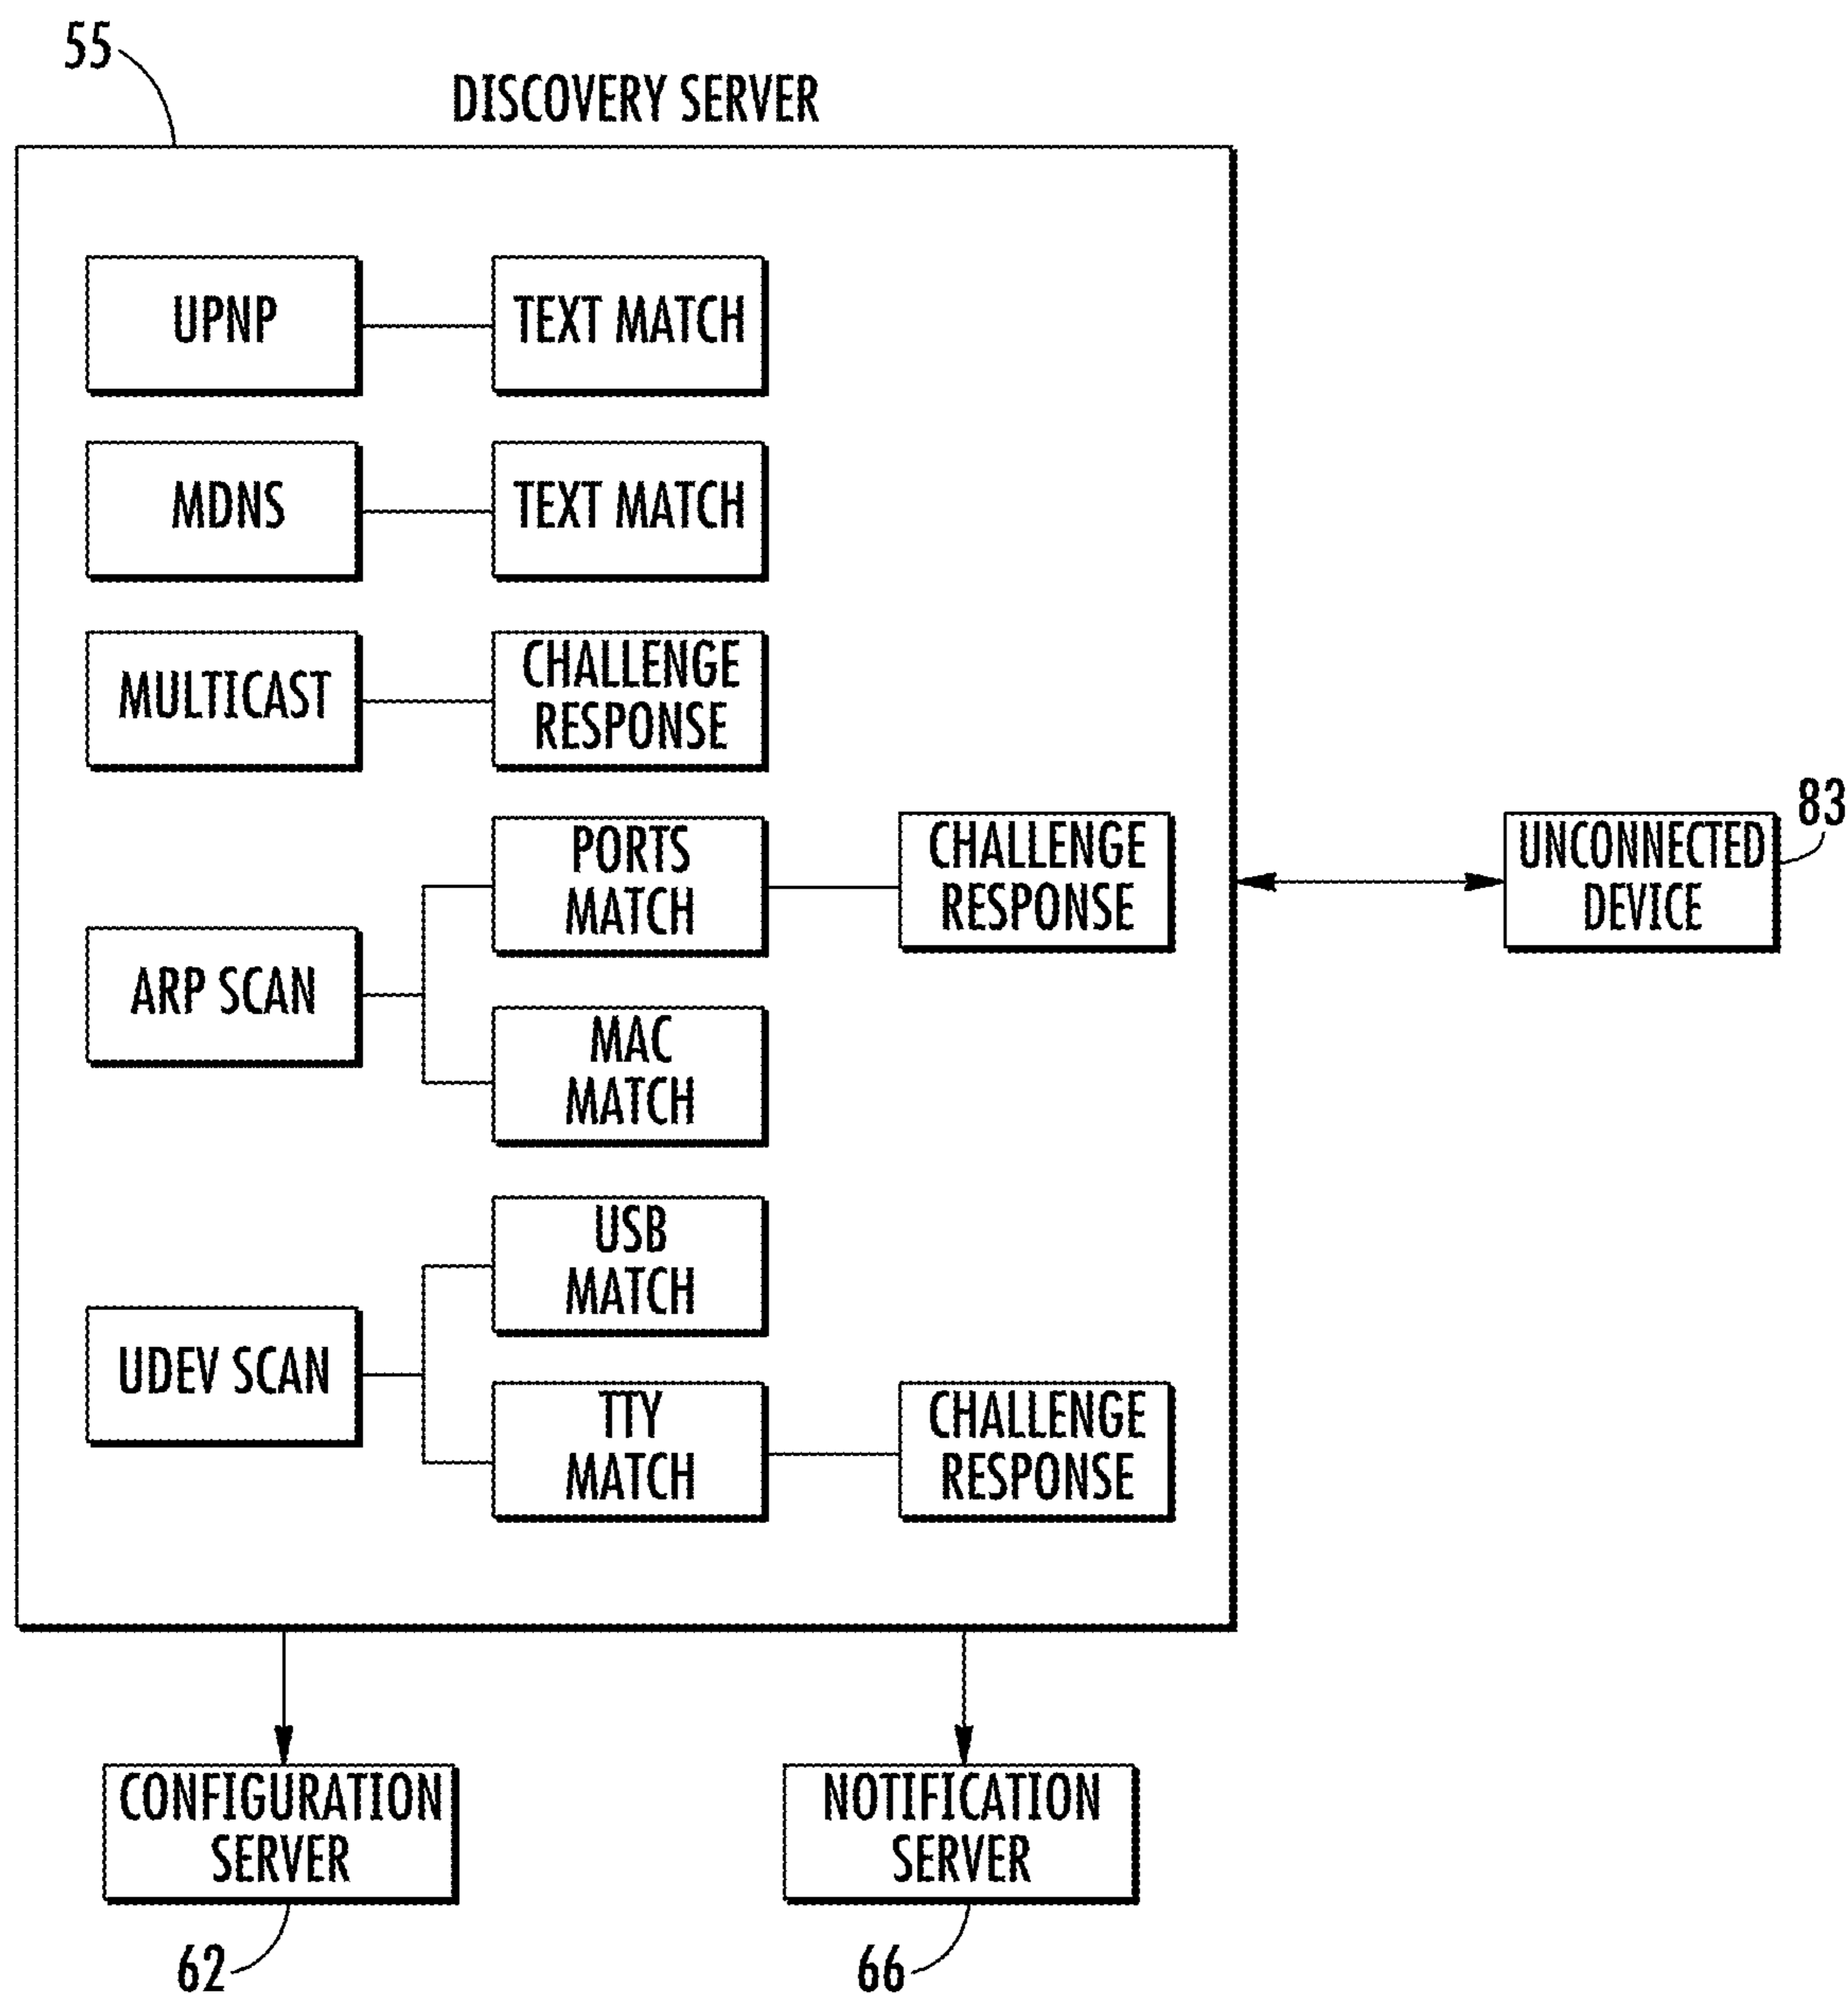 55
DISCOVERY SERVER
UPNP
TEXT MATCH
MDNS
TEXT MATCH
MULTICAST
CHALLENGE
RESPONSE
ARP SCAN
PORTS
MATCH
CHALLENGE
RESPONSE
MAC
MATCH
UDEV SCAN
USB
MATCH
TTY
MATCH
CHALLENGE
RESPONSE
83
UNCONNECTED
DEVICE
CONFIGURATION
SERVER
62
NOTIFICATION
SERVER
66